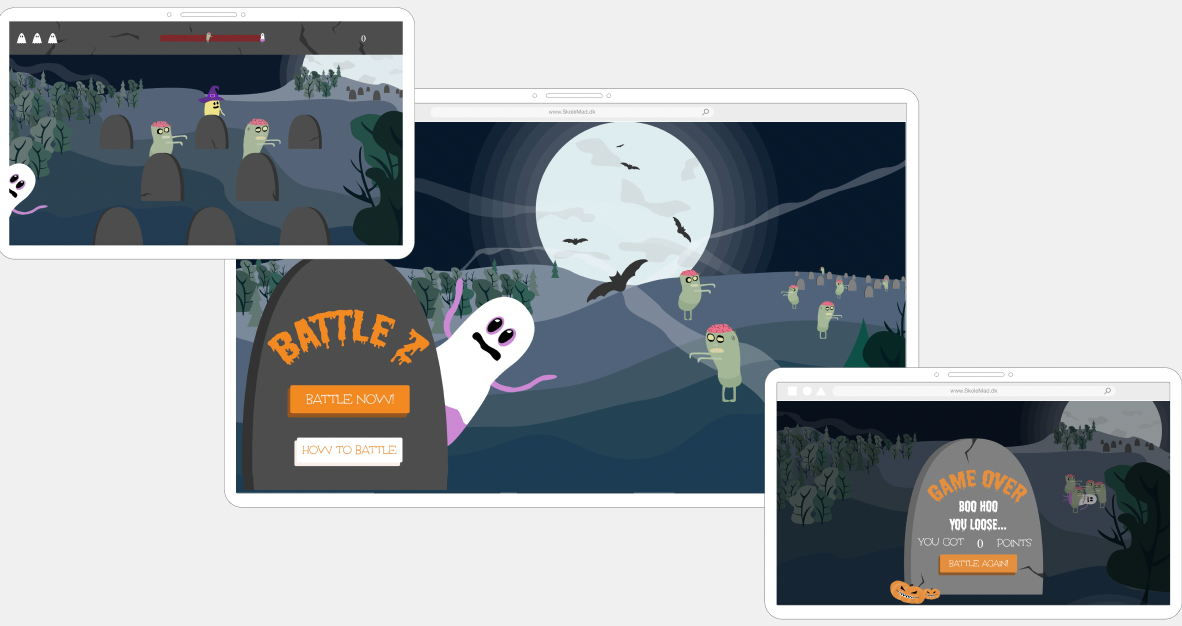 0
www.SkoleMad.dk
BATTLE Z
BATTLE NOW!
HOW TO BATTLE
www.SkoleMad.dk
GAME OVER
BOO HOO
YOU LOOSE...
YOU GOT 0 POINTS
BATTLE AGAIN!